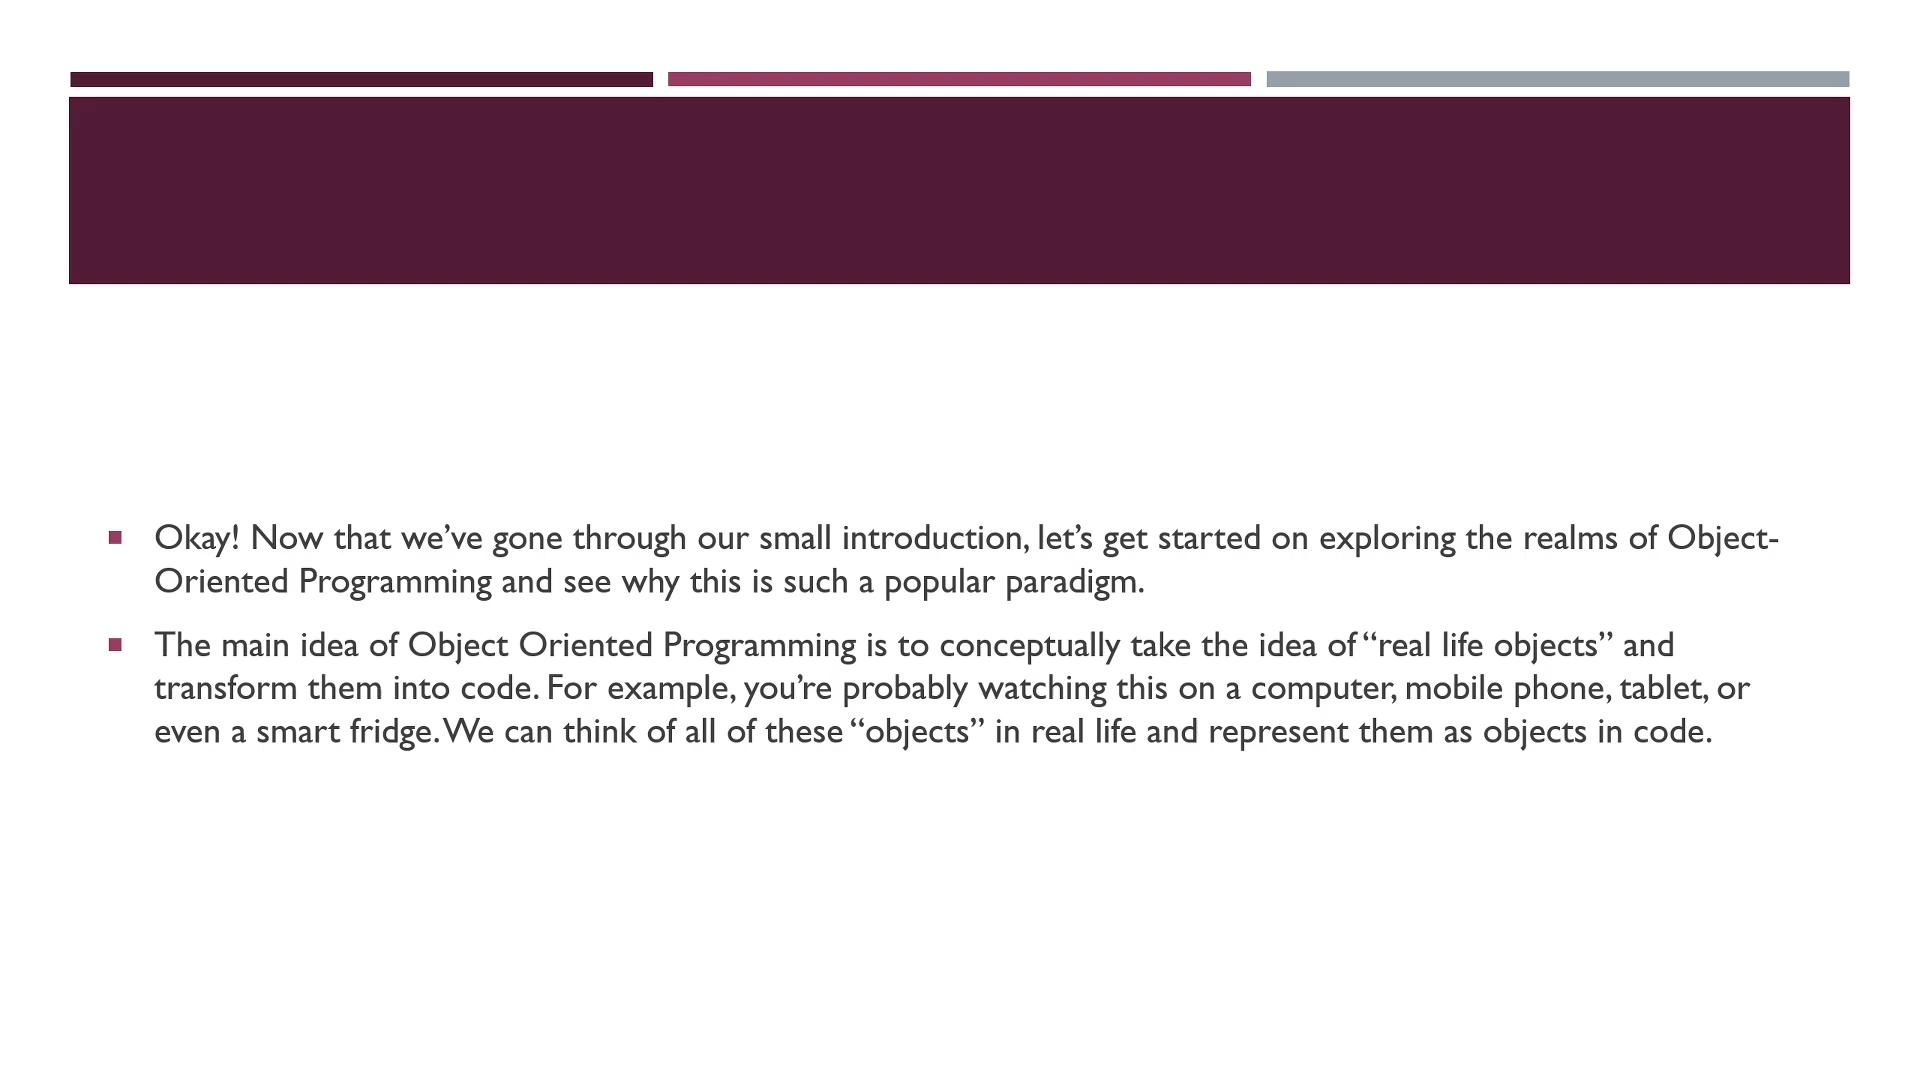 Okay! Now that we’ve gone through our small introduction, let’s get started on exploring the realms of Object-
Oriented Programming and see why this is such a popular paradigm.
The main idea of Object Oriented Programming is to conceptually take the idea of “real life objects” and
transform them into code. For example, you’re probably watching this on a computer, mobile phone, tablet, or
even a smart fridge. We can think of all of these “objects” in real life and represent them as objects in code.